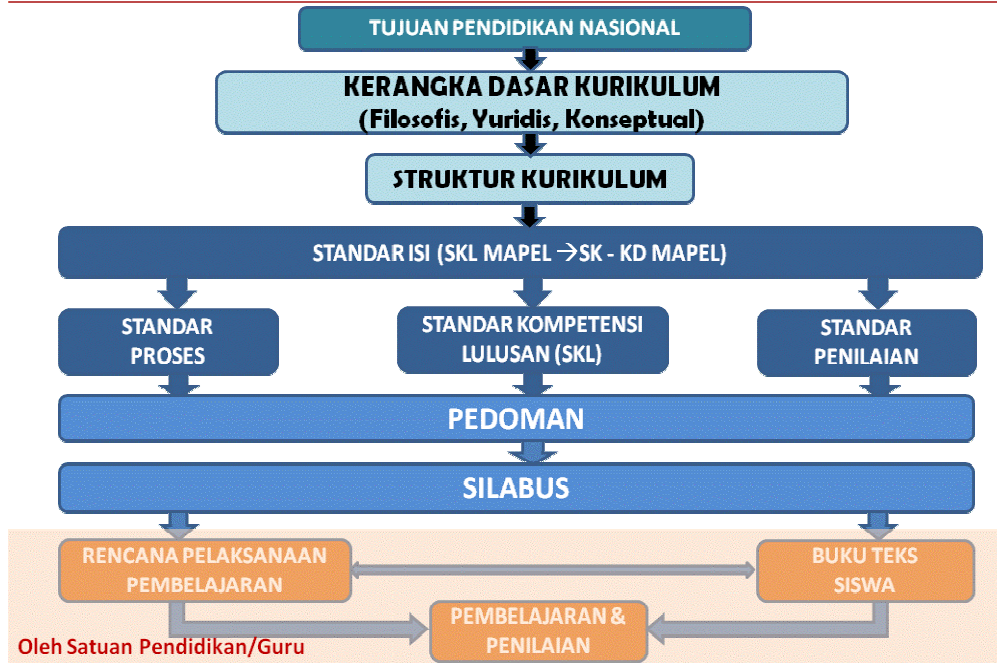 TUJUAN PENDIDIKAN NASIONAL
KERANGKA DASAR KURIKULUM
(Filosofis, Yuridis, Konseptual)
STRUKTUR KURIKULUM
STANDAR ISI (SKL MAPEL →SK - KD MAPEL)
STANDAR
PROSES
STANDAR KOMPETENSI
LULUSAN (SKL)
STANDAR
PENILAIAN
PEDOMAN
SILABUS
RENCANA PELAKSANAAN
PEMBELAJARAN
BUKU TEKS
SISWA
PEMBELAJARAN &
PENILAIAN
Oleh Satuan Pendidikan/Guru